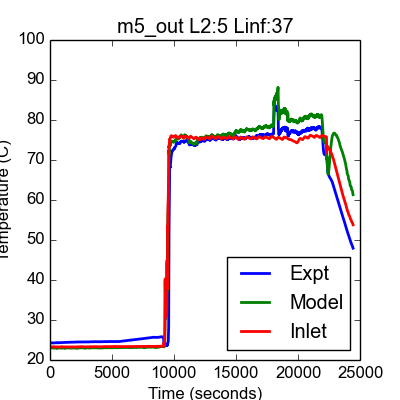 m5_out L2:5 Linf:37
100
90
80
70
60
50
40
30
20
Temperature (C)
Expt
Model
Inlet
0 5000 10000 15000 20000 25000
Time (seconds)